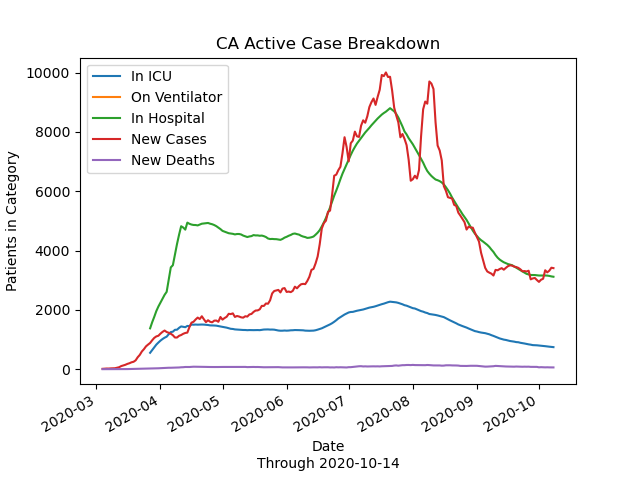 CA Active Case Breakdown
In ICU
On Ventilator
In Hospital
New Cases
New Deaths
Patients in Category
10000
8000
6000
4000
2000
0
2020-03
2020-04
2020-05
2020-06
2020-07
2020-08
2020-09
2020-10
Date
Through 2020-10-14